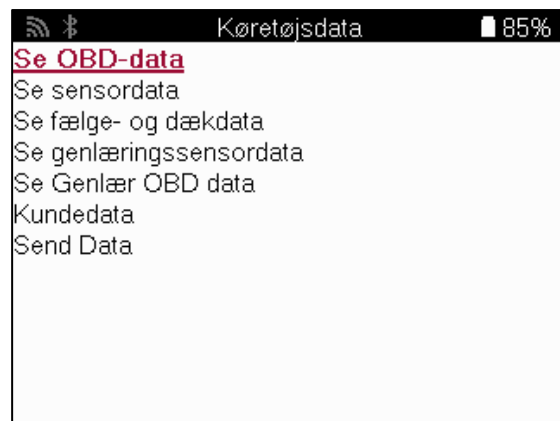 Køretøjsdata 85%
Se OBD-data
Se sensordata
Se fælge- og dækdata
Se genlæringssensordata
Se Genlær OBD data
Kundedata
Send Data